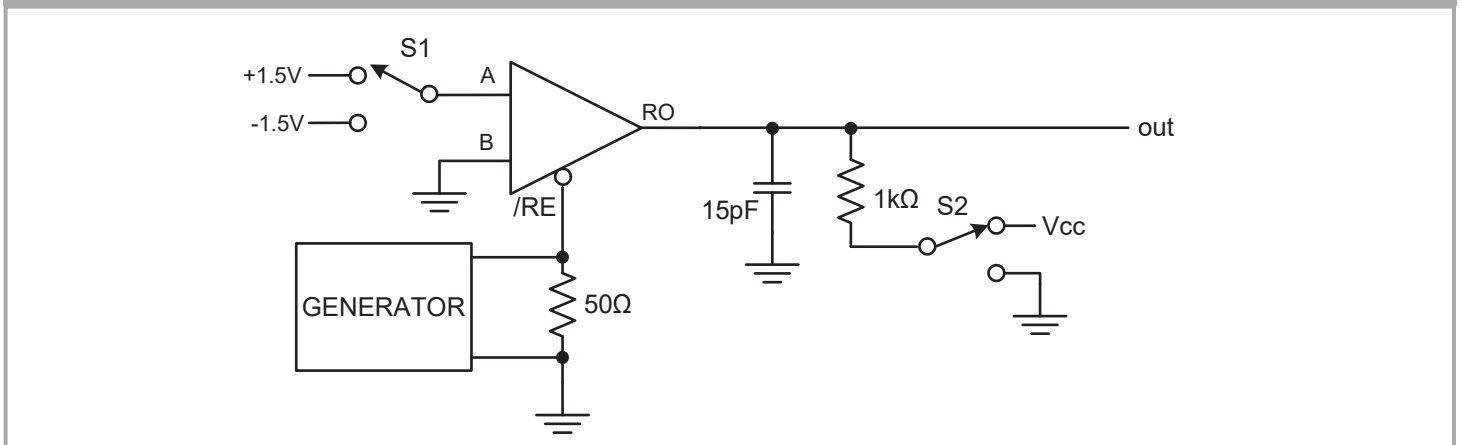 S1
+1.5V
-1.5V
A
B
RO
out
/RE
15pF
1kΩ
S2
Vcc
GENERATOR
50Ω